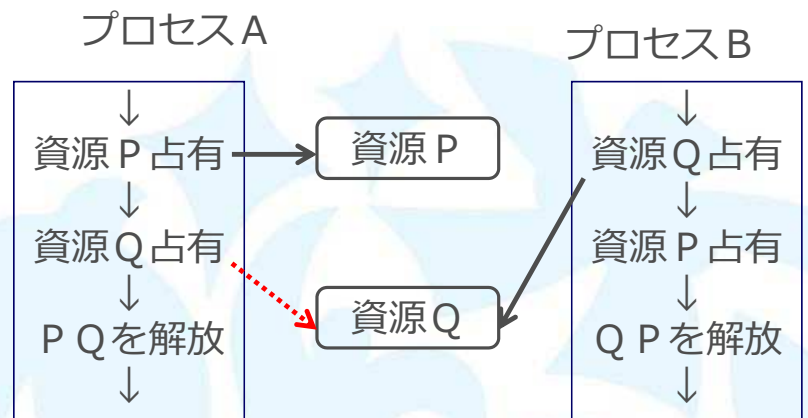 プロセスA
プロセスB
↓
資源P占有
↓
資源Q占有
↓
PQを解放
↓
資源P
資源Q
↓
資源Q占有
↓
資源P占有
↓
QPを解放
↓